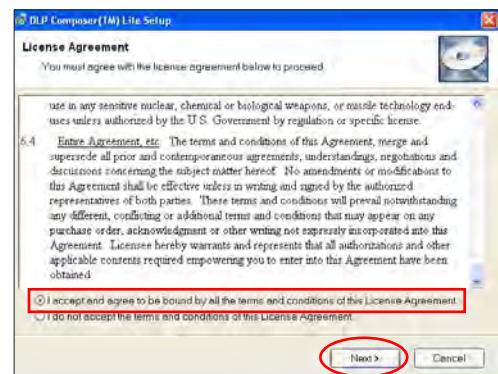 DLP Composer(TM) Lite Setup
License Agreement
You must agree with the license agreement below to proceed.
use in any sensitive nuclear, chemical or biological weapons, or missile technology end-
uses unless authorized by the U.S. Government by regulation or specific license.
6.4 Entire Agreement, etc. The terms and conditions of this Agreement, merge and
supersede all prior and contemporaneous agreements, understandings, negotiations and
discussions concerning the subject matter hereof. No amendments or modifications to
this Agreement shall be effective unless in writing and signed by the authorized
representatives of both parties. These terms and conditions will prevail notwithstanding
any different, conflicting or additional terms and conditions that may appear on any
purchase order, acknowledgment or other writing not expressly incorporated into this
Agreement. Licensee hereby warrants and represents that all authorizations and other
applicable consents required empowering you to enter into this Agreement have been
obtained.
I accept and agree to be bound by all the terms and conditions of this License Agreement.
I do not accept the terms and conditions of this License Agreement.
Next > Cancel